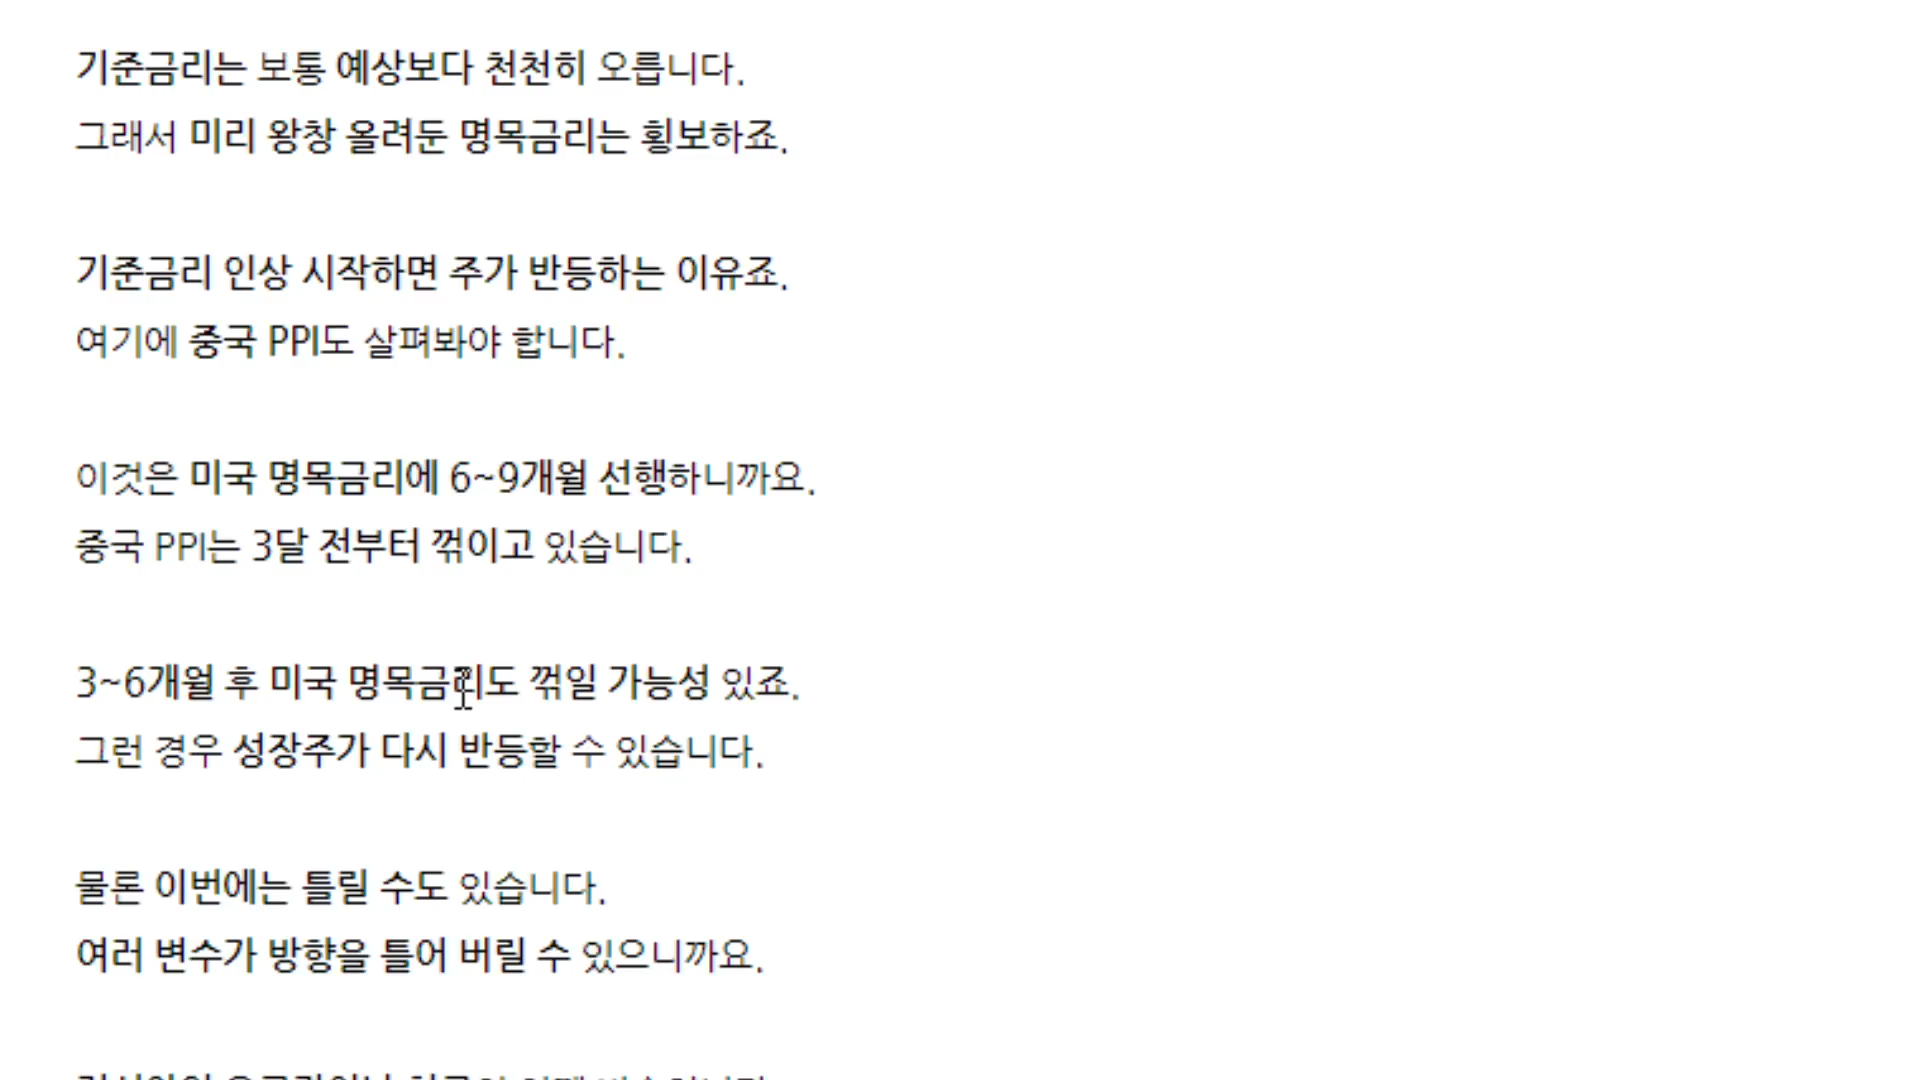 기준금리는 보통 예상보다 천천히 오릅니다.
그래서 미리 왕창 올려둔 명목금리는 횡보하죠.
기준금리 인상 시작하면 주가 반등하는 이유죠.
여기에 중국 PPI도 살펴봐야 합니다.
이것은 미국 명목금리에 6~9개월 선행하니까요.
중국 PPI는 3달 전부터 꺾이고 있습니다.
3~6개월 후 미국 명목금리도 꺾일 가능성 있죠.
그런 경우 성장주가 다시 반등할 수 있습니다.
물론 이번에는 틀릴 수도 있습니다.
여러 변수가 방향을 틀어 버릴 수 있으니까요.